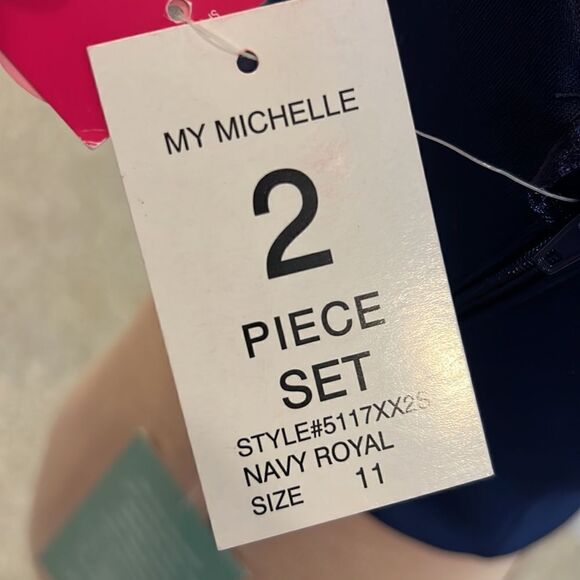 MY MICHELLE
2
PIECE
SET
STYLE#5117XX2S
NAVY ROYAL
SIZE 11